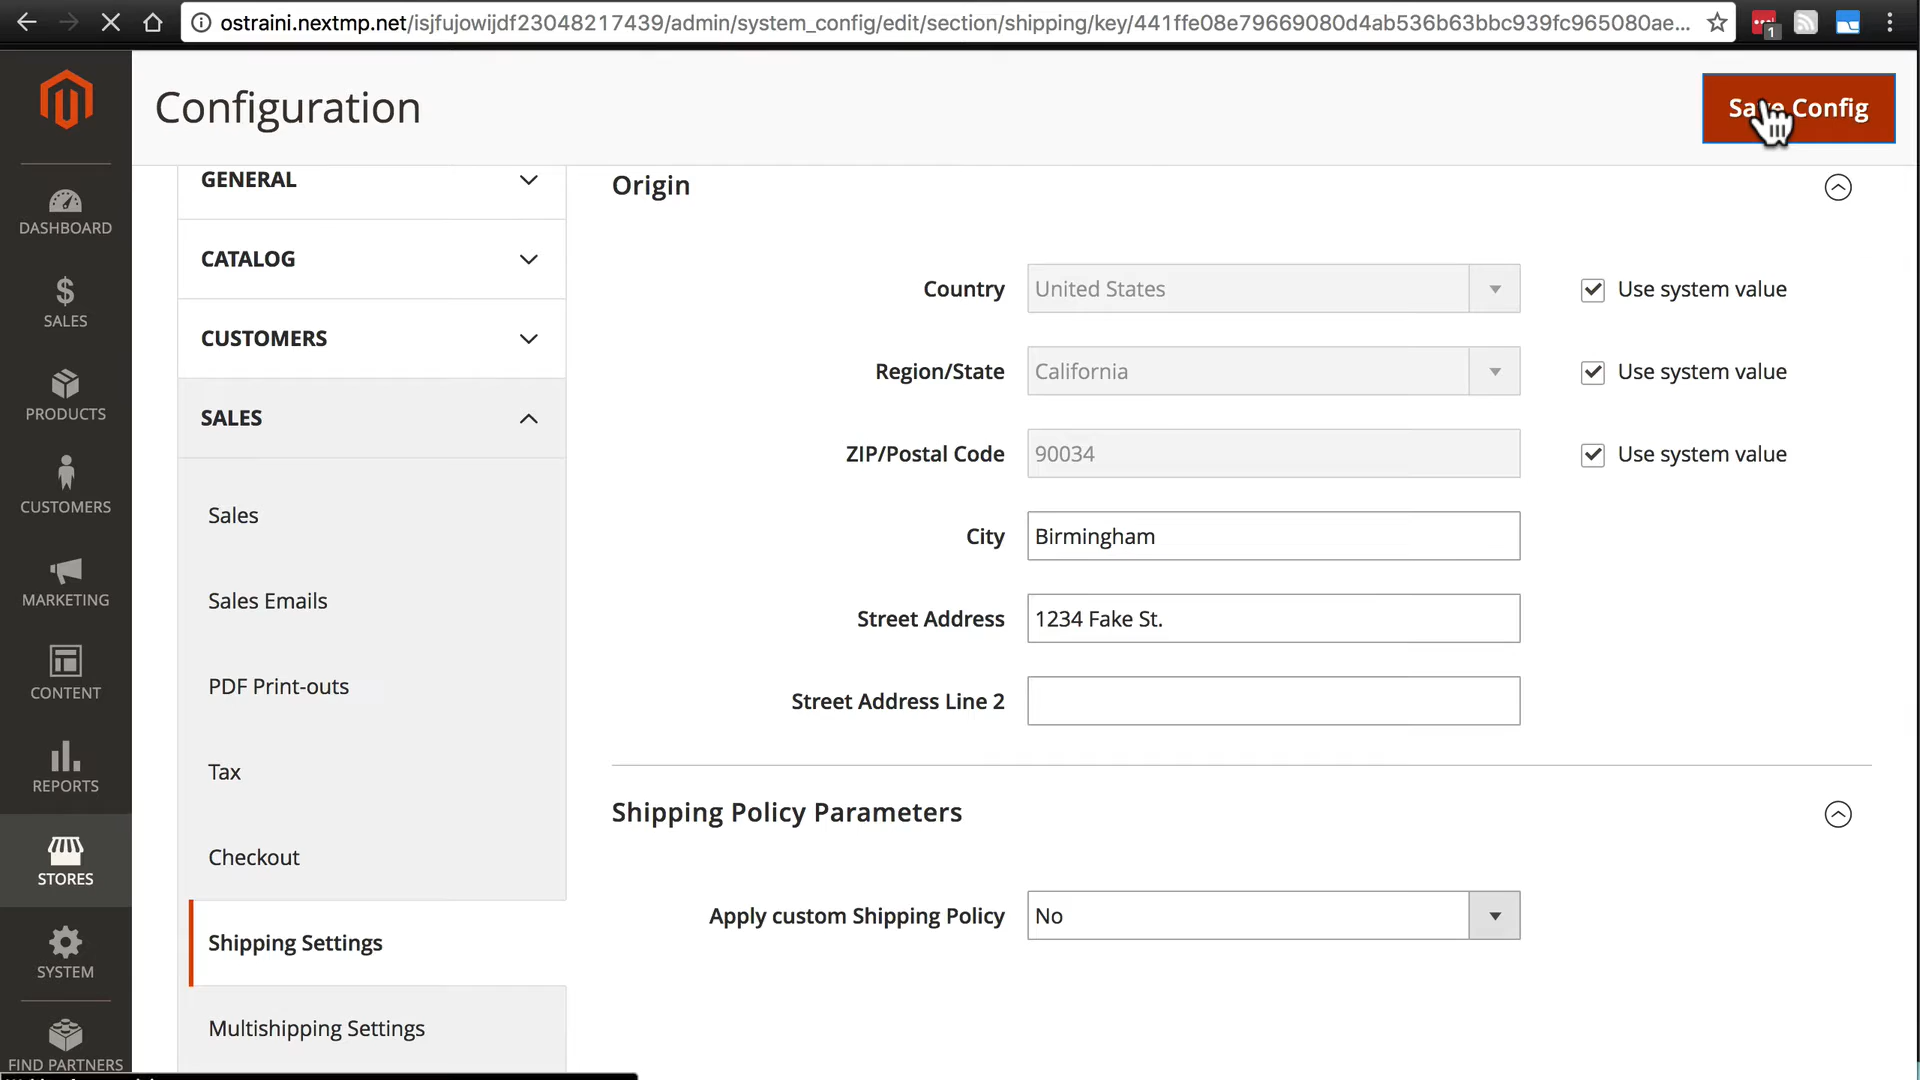 ostraini.nextmp.net/isjfujowijdf23048217439/admin/system_config/edit/section/shipping/key/441ffe08e79669080d4ab536b63bbc939fc965080ae...
1
Configuration
Save Config
DASHBOARD
SALES
PRODUCTS
CUSTOMERS
MARKETING
CONTENT
REPORTS
STORES
SYSTEM
FIND PARTNERS
GENERAL
CATALOG
CUSTOMERS
SALES
Sales
Sales Emails
PDF Print-outs
Tax
Checkout
Shipping Settings
Multishipping Settings
Origin
Country United States Use system value
Region/State California Use system value
ZIP/Postal Code 90034 Use system value
City Birmingham
Street Address 1234 Fake St.
Street Address Line 2
Shipping Policy Parameters
Apply custom Shipping Policy No